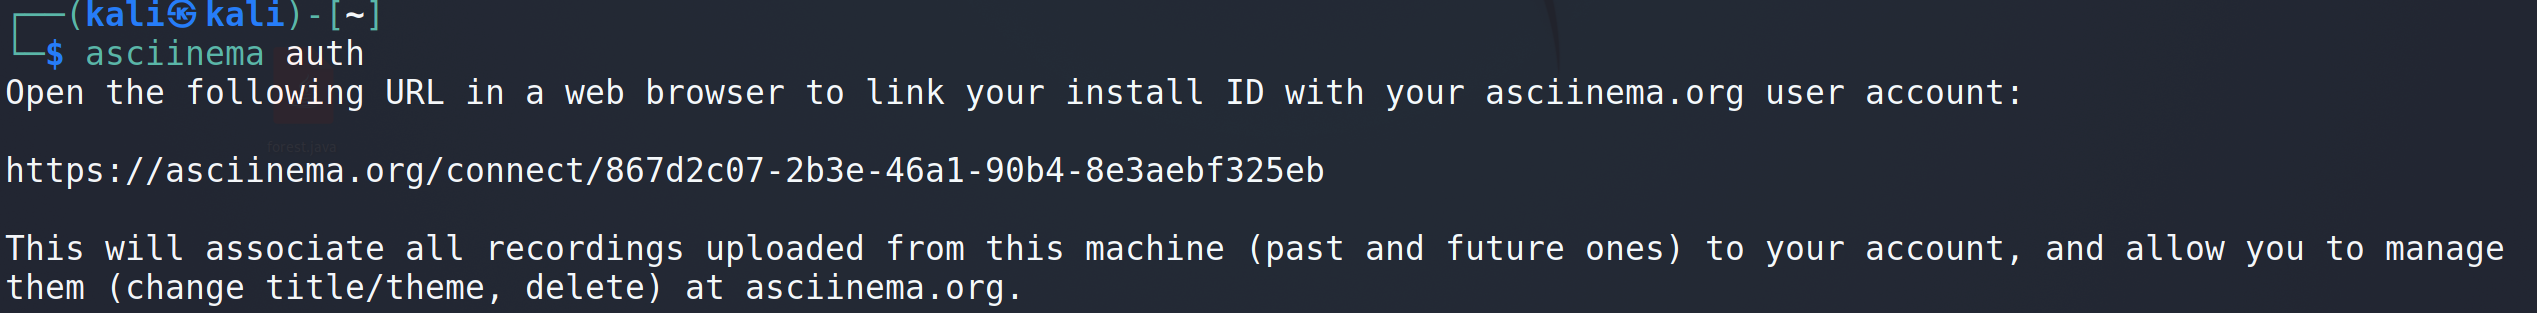 ┌──(kali㉿kali)-[~]
└─$ asciinema auth
Open the following URL in a web browser to link your install ID with your asciinema.org user account:
forest.java
https://asciinema.org/connect/867d2c07-2b3e-46a1-90b4-8e3aebf325eb
This will associate all recordings uploaded from this machine (past and future ones) to your account, and allow you to manage
them (change title/theme, delete) at asciinema.org.